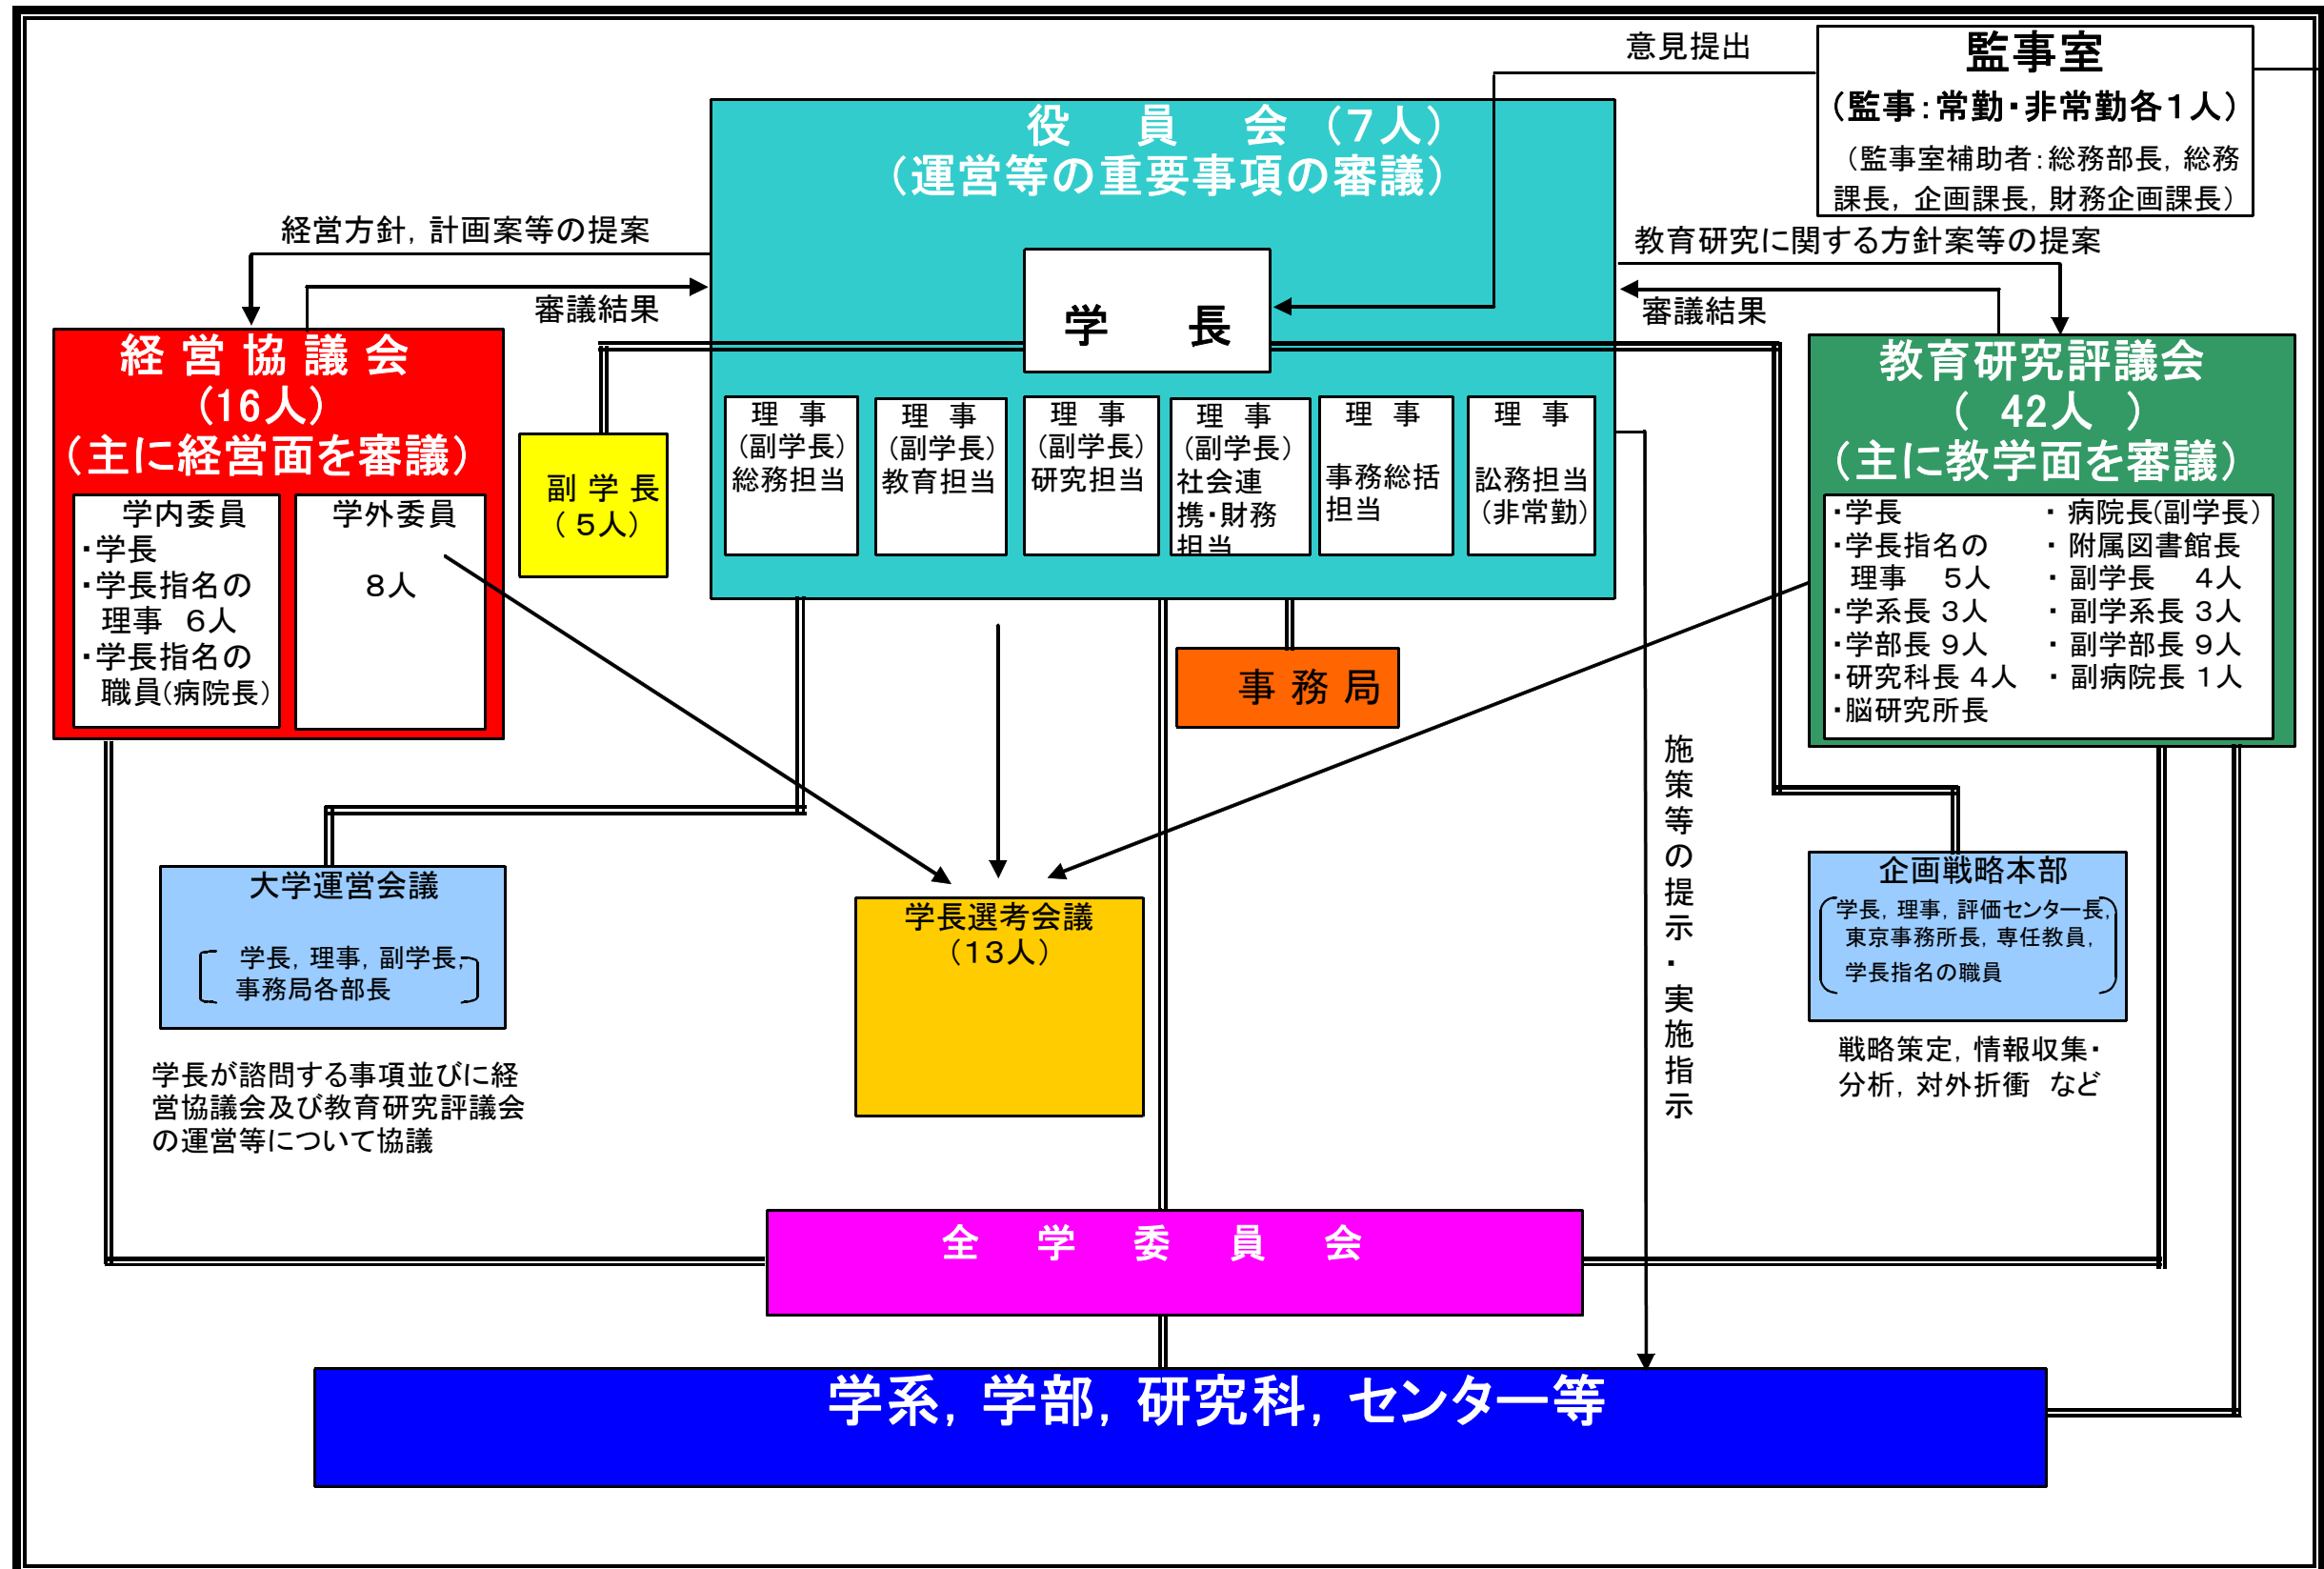 意見提出
監事室
（監事：常勤・非常勤各１人）
（監事室補助者：総務部長，総務
課長，企画課長，財務企画課長）
役　員　会（７人）
（運営等の重要事項の審議）
経営方針，計画案等の提案
審議結果
教育研究に関する方針案等の提案
審議結果
学　長
経営協議会
（16人）
（主に経営面を審議）
学内委員
・学長
・学長指名の
理事　６人
・学長指名の
職員（病院長）
学外委員
８人
副学長
（５人）
理　事
（副学長）
総務担当
理　事
（副学長）
教育担当
理　事
（副学長）
研究担当
理　事
（副学長）
社会連
携・財務
担当
理　事
事務総括
担当
理　事
訟務担当
（非常勤）
教育研究評議会
（　42人　）
（主に教学面を審議）
・学長
・学長指名の
理事　５人
・学系長 ３人
・学部長 ９人
・研究科長 ４人
・脳研究所長
・病院長（副学長）
・附属図書館長
・副学長　４人
・副学系長 ３人
・副学部長 ９人
・副病院長 １人
事務局
施策等の提示・実施指示
大学運営会議
学長，理事，副学長，
事務局各部長
学長が諮問する事項並びに経
営協議会及び教育研究評議会
の運営等について協議
学長選考会議
（１３人）
企画戦略本部
学長，理事，評価センター長，
東京事務所長，専任教員，
学長指名の職員
戦略策定，情報収集・
分析，対外折衝　など
全　学　委　員　会
学系，学部，研究科，センター等